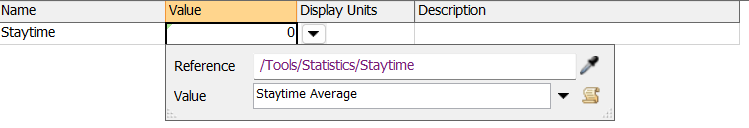 Name Value Display Units Description
Staytime 0
Reference /Tools/Statistics/Staytime
Value Staytime Average